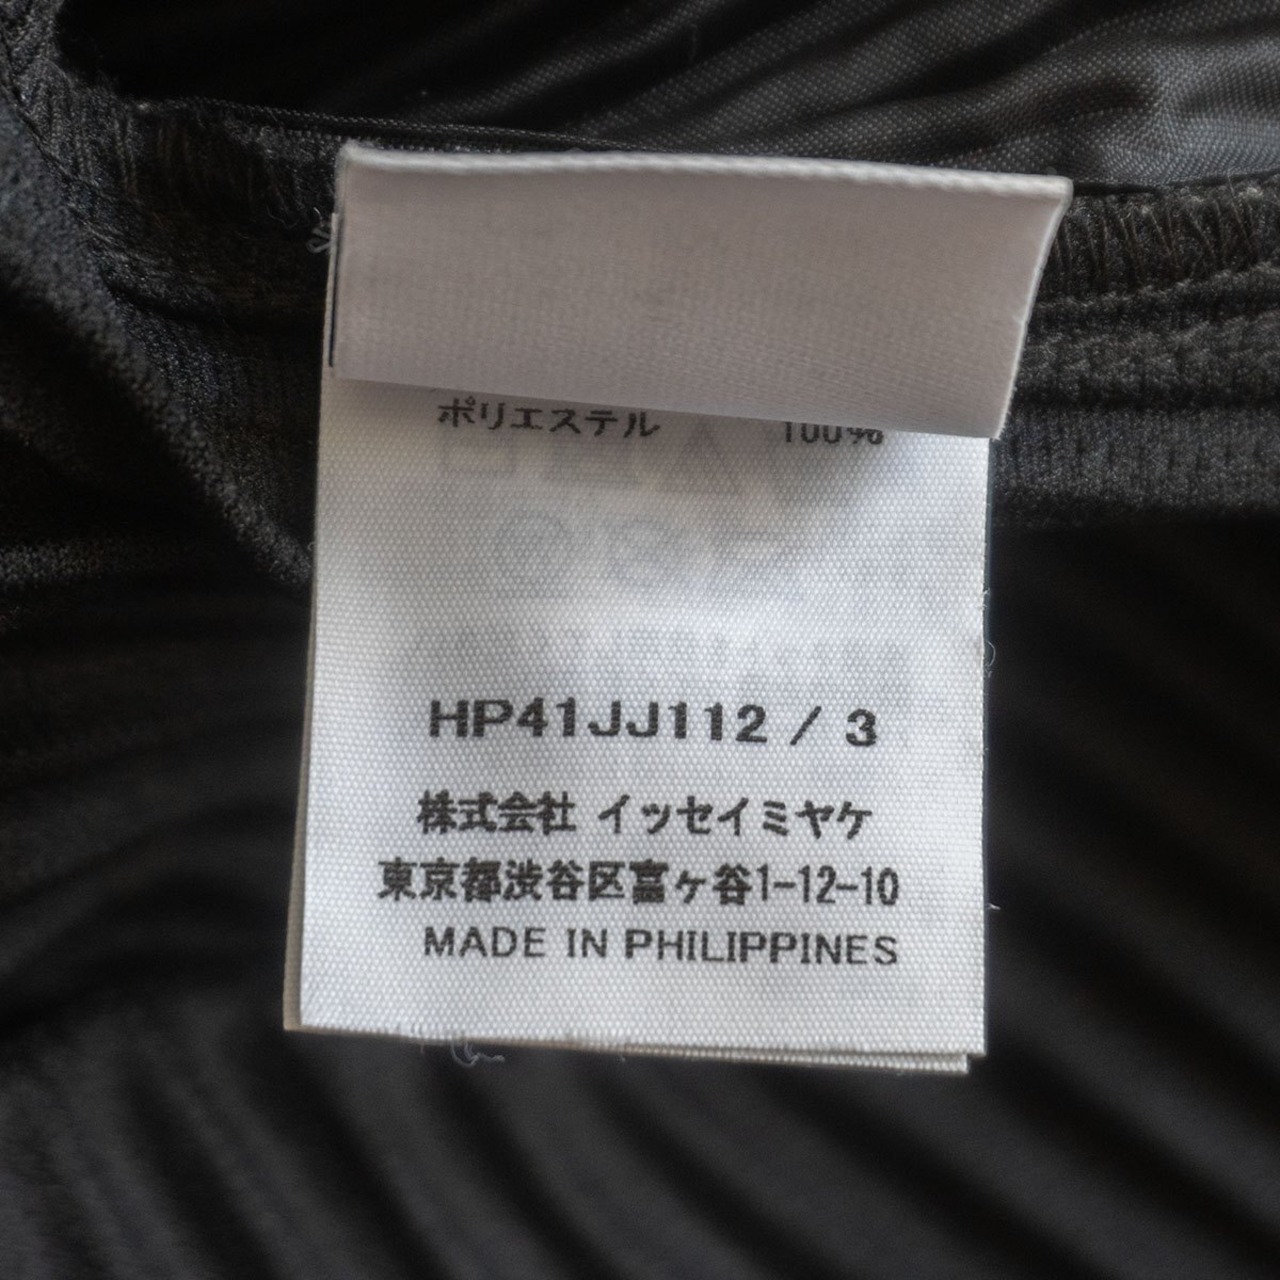 ポリエステル 100%
HP41JJ112 / 3
株式会社 イッセイミヤケ
東京都渋谷区富ヶ谷1-12-10
MADE IN PHILIPPINES